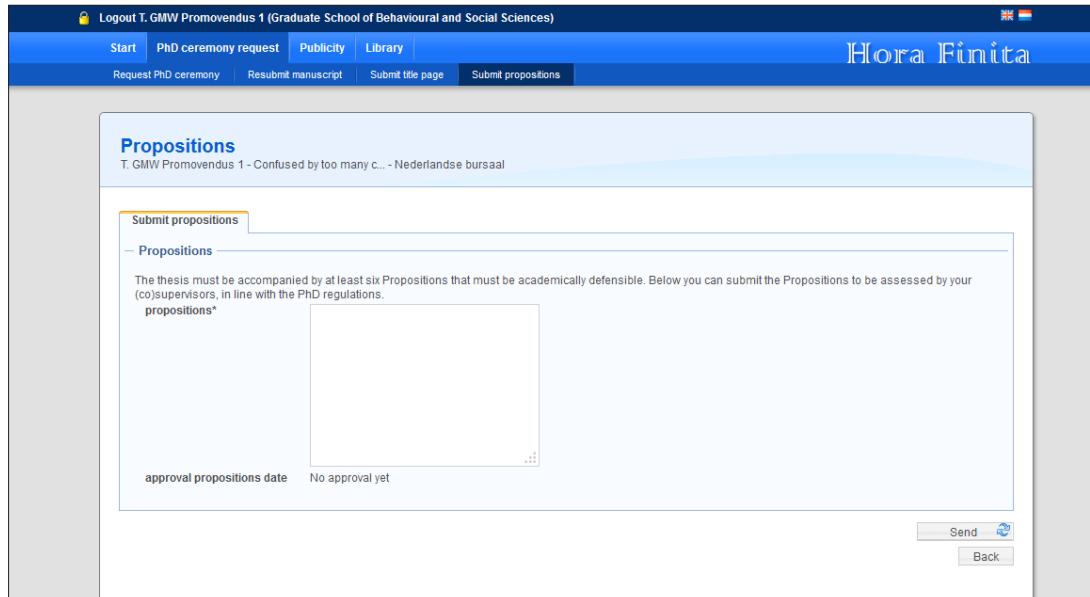 Logout T. GMW Promovendus 1 (Graduate School of Behavioural and Social Sciences)
Start PhD ceremony request Publicity Library
Hora Finita
Request PhD ceremony Resubmit manuscript Submit title page Submit propositions
Propositions
T. GMW Promovendus 1 - Confused by too many c... - Nederlandse bursaal
Submit propositions
Propositions
The thesis must be accompanied by at least six Propositions that must be academically defensible. Below you can submit the Propositions to be assessed by your
(co)supervisors, in line with the PhD regulations.
propositions*
approval propositions date No approval yet
Send
Back